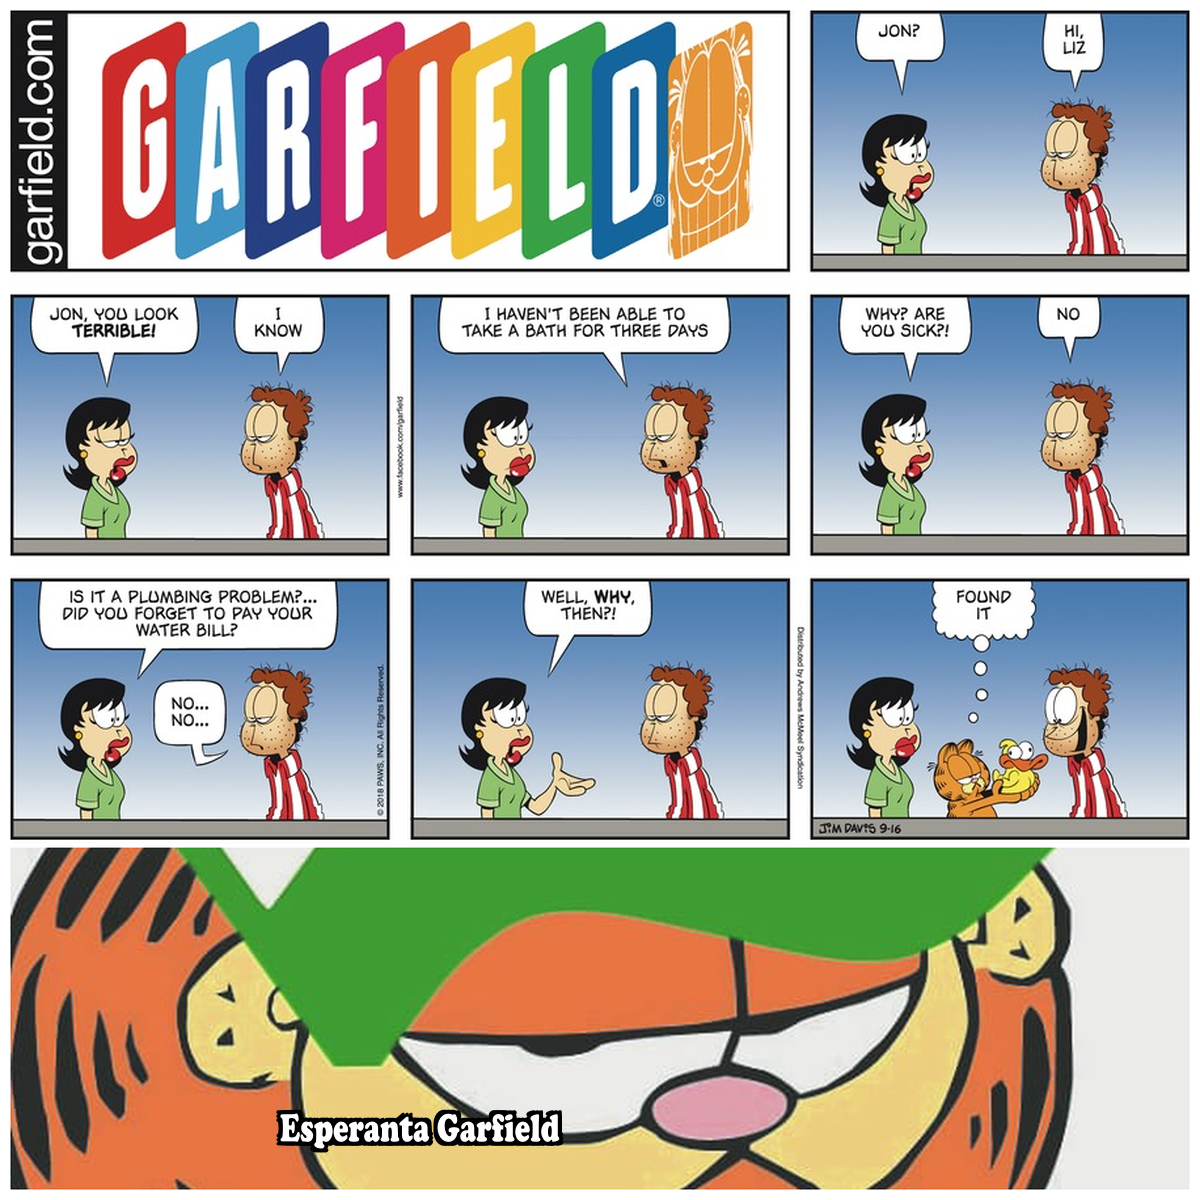 garfield.com
GARFIELD®
JON?
HI,
LIZ
JON, YOU LOOK
TERRIBLE!
I
KNOW
www.facebook.com/garfield
I HAVEN'T BEEN ABLE TO
TAKE A BATH FOR THREE DAYS
WHY? ARE
YOU SICK?!
NO
IS IT A PLUMBING PROBLEM?...
DID YOU FORGET TO PAY YOUR
WATER BILL?
NO...
NO...
© 2018 PAWS, INC. All Rights Reserved.
WELL, WHY,
THEN?!
Distributed by Andrews McMeel Syndication
FOUND
IT
JIM DAVIS 9-16
Esperanta Garfield